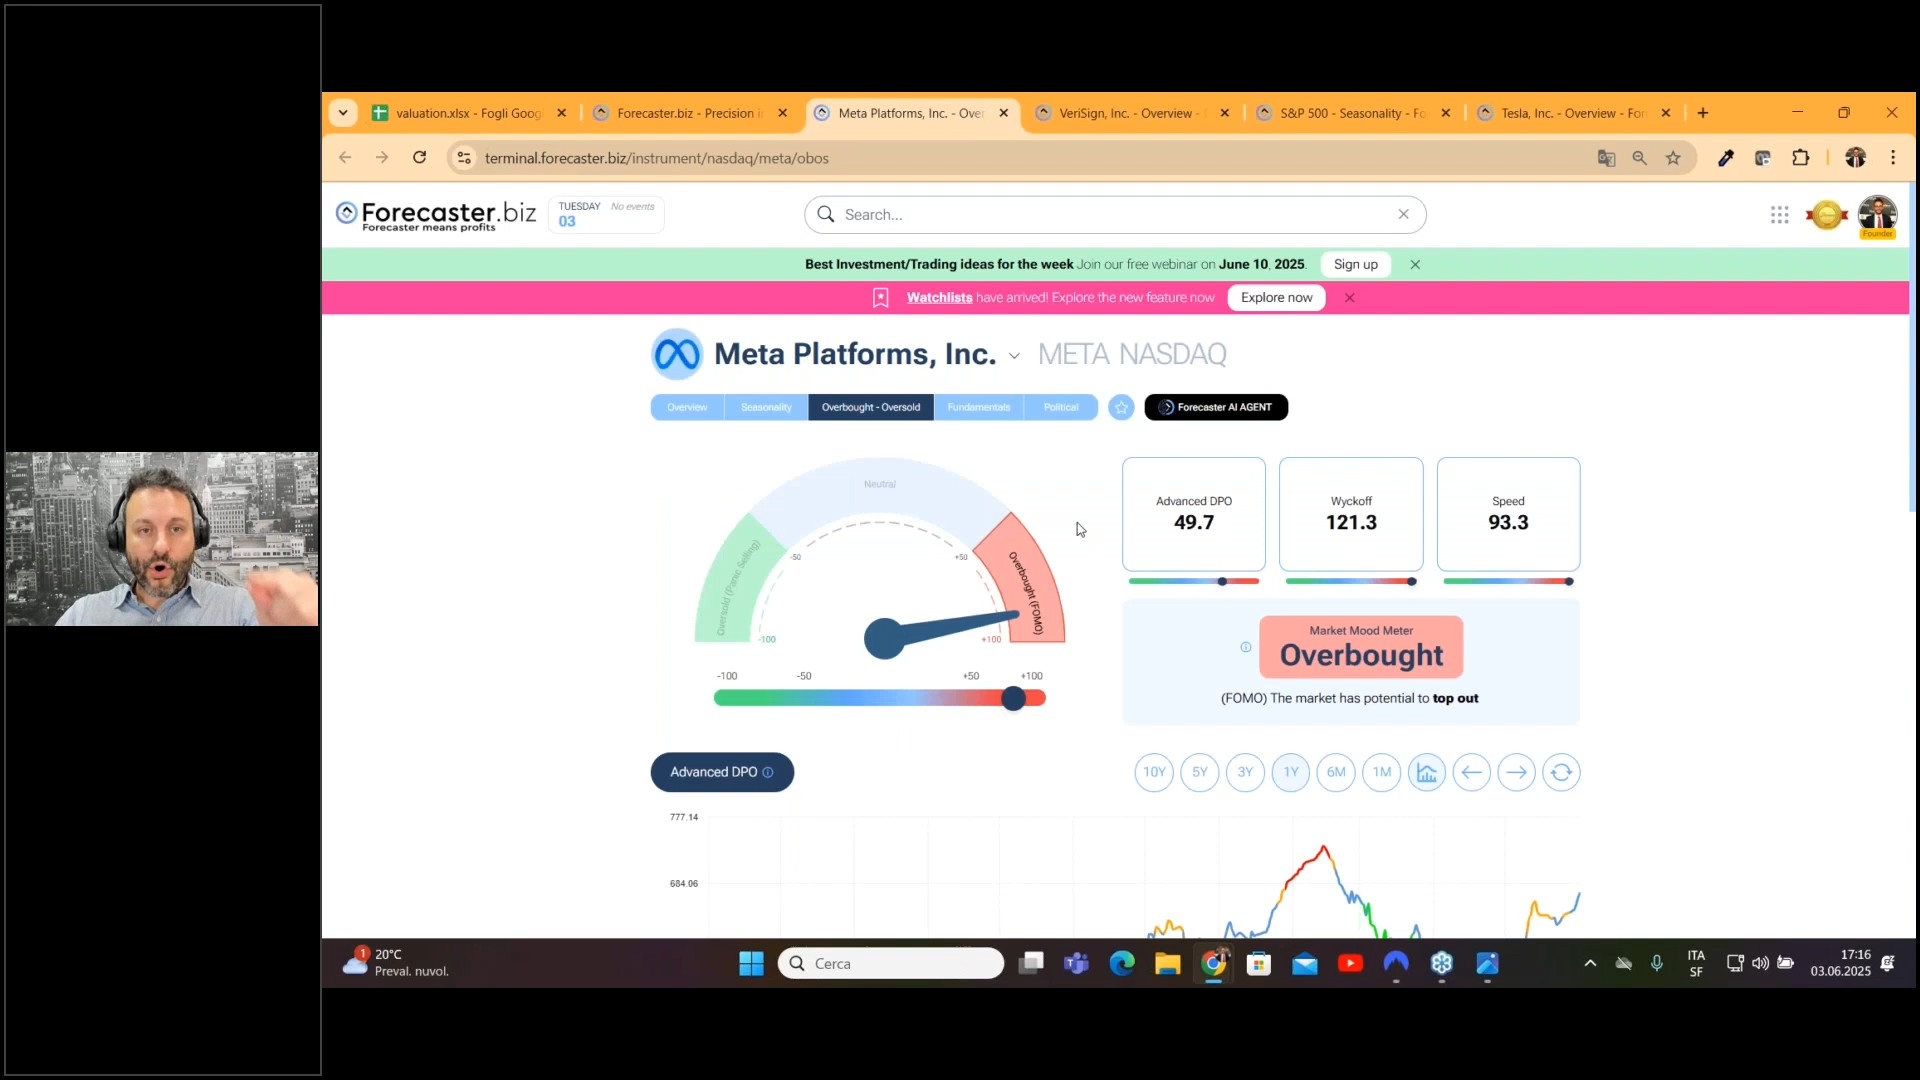 valuation.xlsx - Fogli Goog
Forecaster.biz - Precision i
Meta Platforms, Inc. - Over
VeriSign, Inc. - Overview -
S&P 500 - Seasonality - Fo
Tesla, Inc. - Overview - For
terminal.forecaster.biz/instrument/nasdaq/meta/obos
Forecaster.biz
Forecaster means profits
TUESDAY
No events
03
Search...
Founder
Best Investment/Trading ideas for the week Join our free webinar on June 10, 2025.
Sign up
Watchlists have arrived! Explore the new feature now
Explore now
Meta Platforms, Inc.
META NASDAQ
Overview
Seasonality
Overbought - Oversold
Fundamentals
Political
Forecaster AI AGENT
Neutral
Oversold (Panic Selling)
Overbought (FOMO)
-50
+50
-100
+100
-100
-50
+50
+100
Advanced DPO
49.7
Wyckoff
121.3
Speed
93.3
Market Mood Meter
Overbought
(FOMO) The market has potential to top out
Advanced DPO
10Y
5Y
3Y
1Y
6M
1M
777.14
684.06
1
20°C
Preval. nuvol.
Cerca
ITA
SF
17:16
03.06.2025